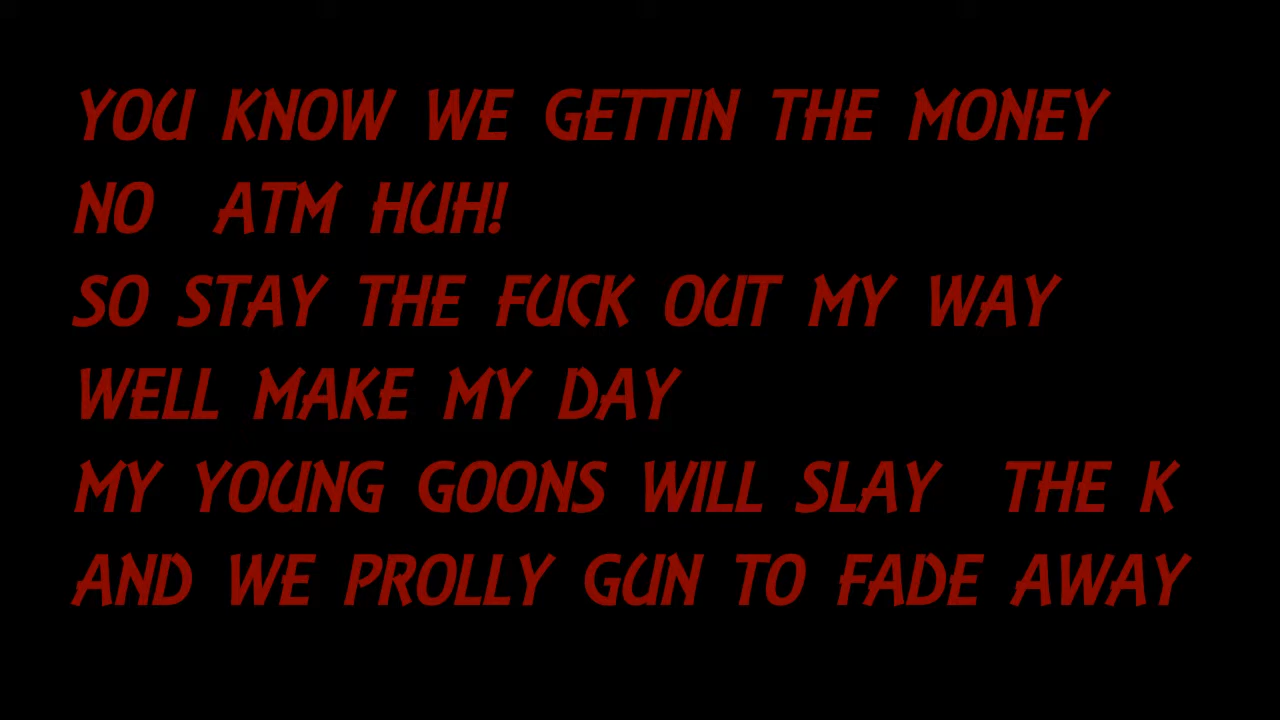 YOU KNOW WE GETTIN THE MONEY
NO ATM HUH!
SO STAY THE FUCK OUT MY WAY
WELL MAKE MY DAY
MY YOUNG GOONS WILL SLAY THE K
AND WE PROLLY GUN TO FADE AWAY